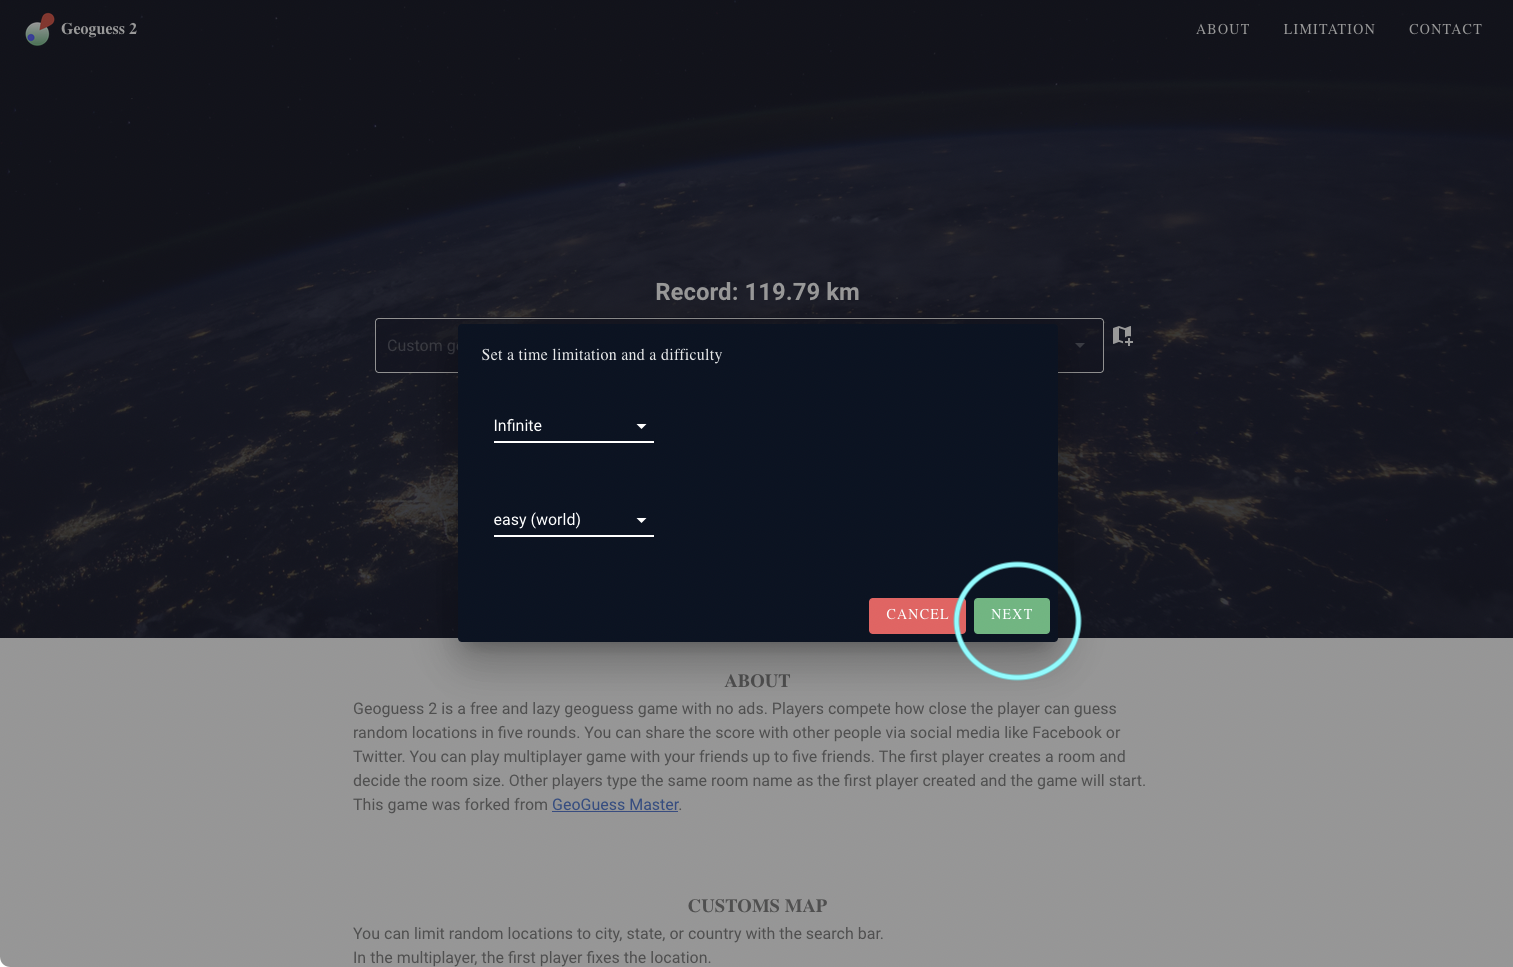 Geoguess 2
ABOUT
LIMITATION
CONTACT
Record: 119.79 km
Custom g
Set a time limitation and a difficulty
Infinite
easy (world)
CANCEL
NEXT
ABOUT
Geoguess 2 is a free and lazy geoguess game with no ads. Players compete how close the player can guess
random locations in five rounds. You can share the score with other people via social media like Facebook or
Twitter. You can play multiplayer game with your friends up to five friends. The first player creates a room and
decide the room size. Other players type the same room name as the first player created and the game will start.
This game was forked from GeoGuess Master.
CUSTOMS MAP
You can limit random locations to city, state, or country with the search bar.
In the multiplayer, the first player fixes the location.